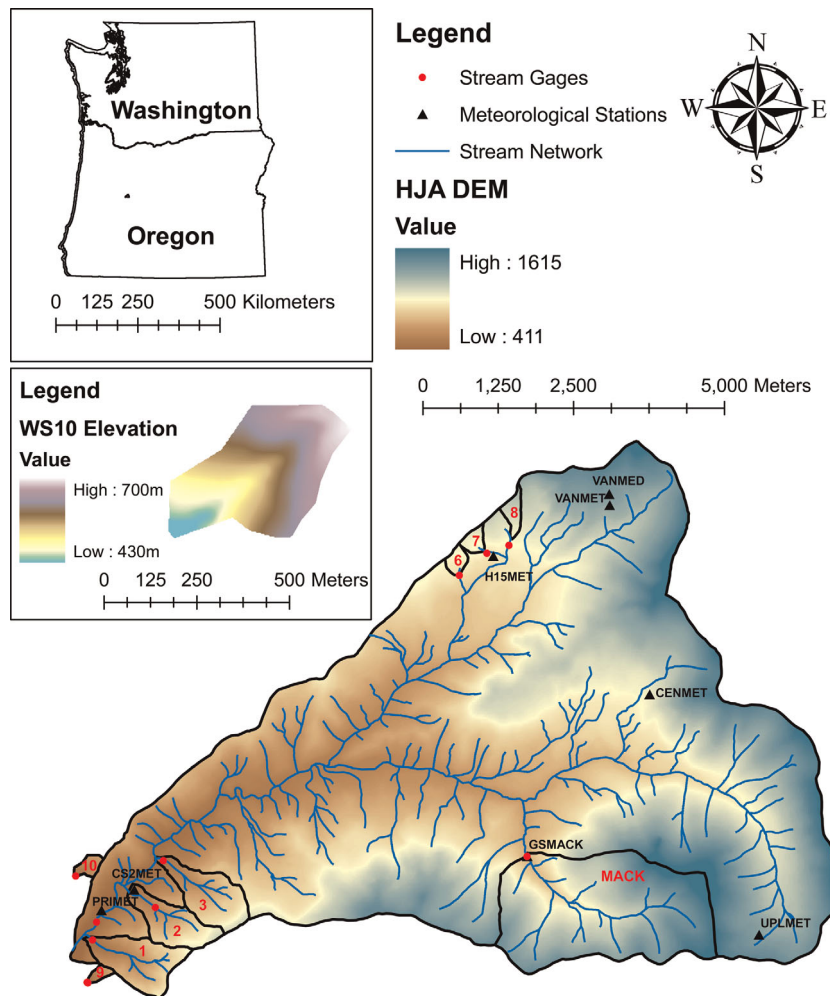 Washington
Oregon
0 125 250 500 Kilometers
Legend
Stream Gages
Meteorological Stations
Stream Network
HJA DEM
Value
High : 1615
Low : 411
N
W E
S
0 1,250 2,500 5,000 Meters
Legend
WS10 Elevation
Value
High : 700m
Low : 430m
0 125 250 500 Meters
VANMED
VANMET
8
7
6
H15MET
CENMET
GSMACK
MACK
UPLMET
10
CS2MET
3
PRIMET
2
1
9